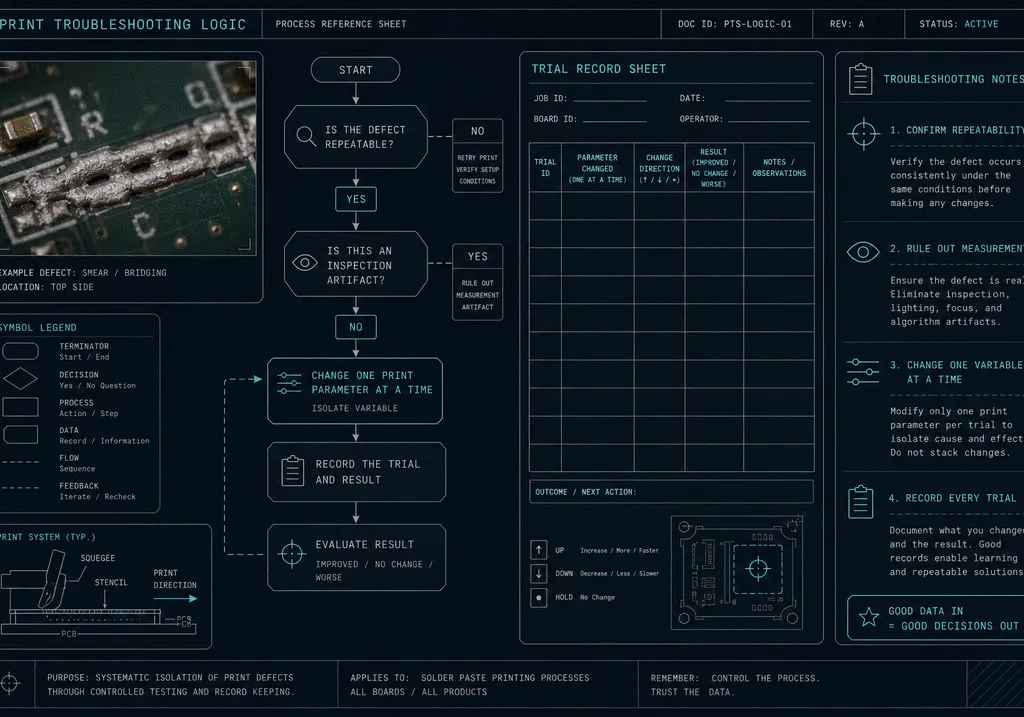 PRINT TROUBLESHOOTING LOGIC
PROCESS REFERENCE SHEET
DOC ID: PTS-LOGIC-01
REV: A
STATUS: ACTIVE
R
C
EXAMPLE DEFECT: SMEAR / BRIDGING
LOCATION: TOP SIDE
SYMBOL LEGEND
TERMINATOR
Start / End
DECISION
Yes / No Question
PROCESS
Action / Step
DATA
Record / Information
FLOW
Sequence
FEEDBACK
Iterate / Recheck
PRINT SYSTEM (TYP.)
SQUEGEE
STENCIL
PRINT
DIRECTION
PCB
PCB
START
IS THE DEFECT
REPEATABLE?
NO
RETRY PRINT
VERIFY SETUP
CONDITIONS
YES
IS THIS AN
INSPECTION
ARTIFACT?
YES
RULE OUT
MEASUREMENT
ARTIFACT
NO
CHANGE ONE PRINT
PARAMETER AT A TIME
ISOLATE VARIABLE
RECORD THE TRIAL
AND RESULT
EVALUATE RESULT
IMPROVED / NO CHANGE /
WORSE
TRIAL RECORD SHEET
JOB ID:
DATE:
BOARD ID:
OPERATOR:
TRIAL
ID
PARAMETER
CHANGED
(ONE AT A TIME)
CHANGE
DIRECTION
(↑ / ↓ / •)
RESULT
(IMPROVED /
NO CHANGE /
WORSE)
NOTES /
OBSERVATIONS
OUTCOME / NEXT ACTION:
↑ UP Increase / More / Faster
↓ DOWN Decrease / Less / Slower
• HOLD No Change
TROUBLESHOOTING NOTES
1. CONFIRM REPEATABILITY
Verify the defect occurs
consistently under the
same conditions before
making any changes.
2. RULE OUT MEASUREMENT
Ensure the defect is real
Eliminate inspection,
lighting, focus, and
algorithm artifacts.
3. CHANGE ONE VARIABLE
AT A TIME
Modify only one print
parameter per trial to
isolate cause and effect
Do not stack changes.
4. RECORD EVERY TRIAL
Document what you changed
and the result. Good
records enable learning
and repeatable solutions
GOOD DATA IN
= GOOD DECISIONS OUT
PURPOSE: SYSTEMATIC ISOLATION OF PRINT DEFECTS
THROUGH CONTROLLED TESTING AND RECORD KEEPING.
APPLIES TO: SOLDER PASTE PRINTING PROCESSES
ALL BOARDS / ALL PRODUCTS
REMEMBER: CONTROL THE PROCESS.
TRUST THE DATA.